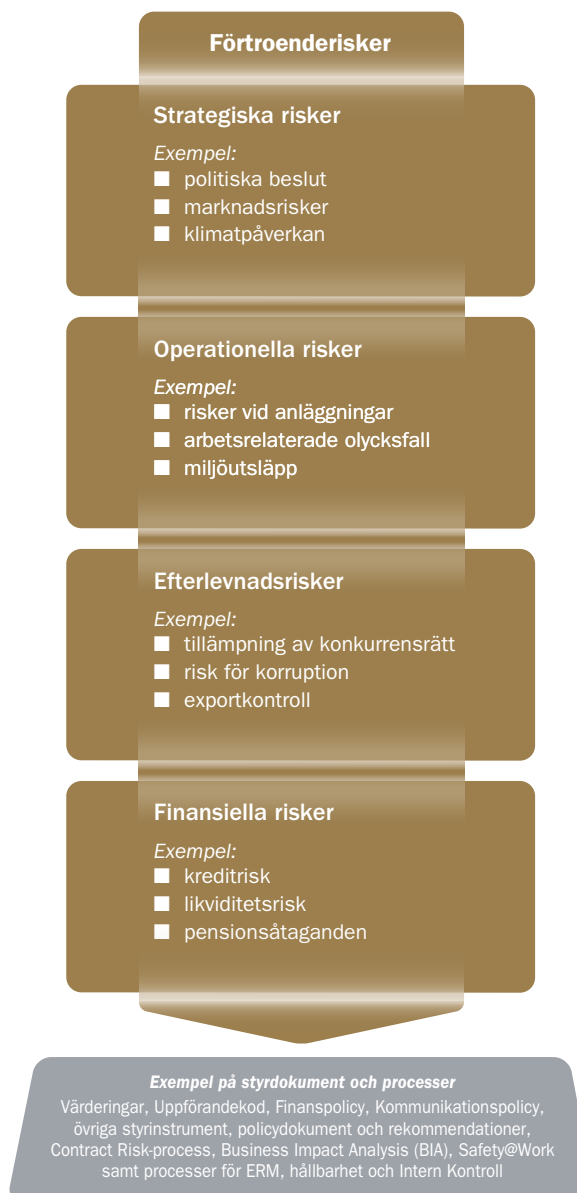 Förtroenderisker
Strategiska risker
Exempel:
■ politiska beslut
■ marknadsrisker
■ klimatpåverkan
Operationella risker
Exempel:
■ risker vid anläggningar
■ arbetsrelaterade olycksfall
■ miljöutsläpp
Efterlevnadsrisker
Exempel:
■ tillämpning av konkurrensrätt
■ risk för korruption
■ exportkontroll
Finansiella risker
Exempel:
■ kreditrisk
■ likviditetsrisk
■ pensionsåtaganden
Exempel på styrdokument och processer
Värderingar, Uppförandekod, Finanspolicy, Kommunikationspolicy,
övriga styrinstrument, policydokument och rekommendationer,
Contract Risk-process, Business Impact Analysis (BIA), Safety@Work
samt processer för ERM, hållbarhet och Intern Kontroll